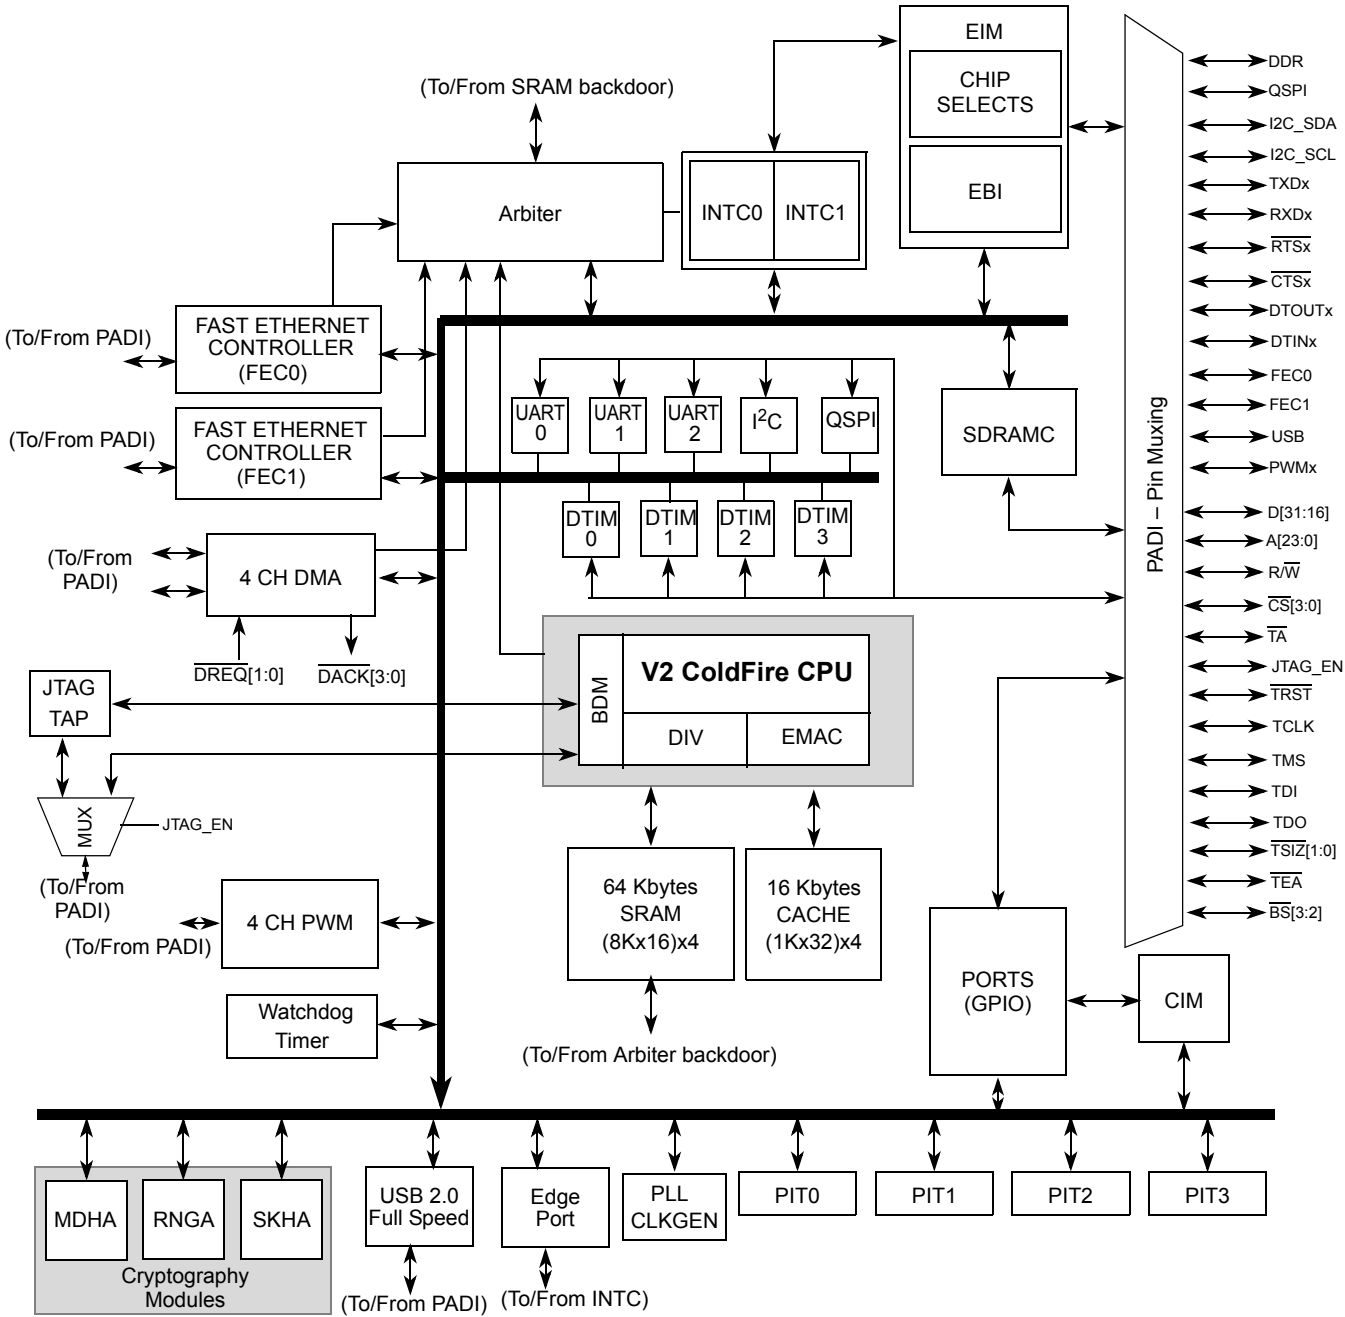 EIM
CHIP
SELECTS
EBI
(To/From SRAM backdoor)
Arbiter
INTC0
INTC1
(To/From PADI)
FAST ETHERNET
CONTROLLER
(FEC0)
(To/From PADI)
FAST ETHERNET
CONTROLLER
(FEC1)
UART
0
UART
1
UART
2
I²C
QSPI
DTIM
0
DTIM
1
DTIM
2
DTIM
3
SDRAMC
(To/From
PADI)
4 CH DMA
DREQ[1:0]
DACK[3:0]
JTAG
TAP
BDM
V2 ColdFire CPU
DIV
EMAC
MUX
JTAG_EN
(To/From
PADI)
4 CH PWM
(To/From PADI)
64 Kbytes
SRAM
(8Kx16)x4
16 Kbytes
CACHE
(1Kx32)x4
Watchdog
Timer
(To/From Arbiter backdoor)
PORTS
(GPIO)
CIM
PADI – Pin Muxing
DDR
QSPI
I2C_SDA
I2C_SCL
TXDx
RXDx
RTSx
CTSx
DTOUTx
DTINx
FEC0
FEC1
USB
PWMx
D[31:16]
A[23:0]
R/W
CS[3:0]
TA
JTAG_EN
TRST
TCLK
TMS
TDI
TDO
TSIZ[1:0]
TEA
BS[3:2]
MDHA
RNGA
SKHA
Cryptography
Modules
USB 2.0
Full Speed
(To/From PADI)
Edge
Port
(To/From INTC)
PLL
CLKGEN
PIT0
PIT1
PIT2
PIT3